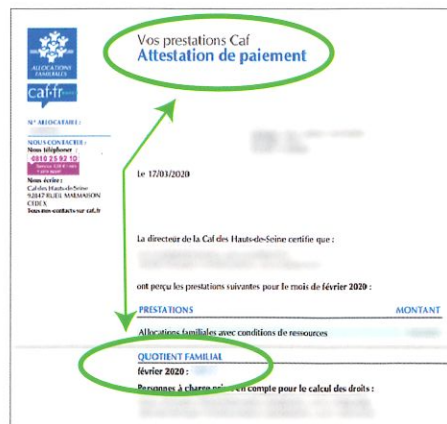 Vos prestations Caf
Attestation de paiement
ALLOCATIONS
FAMILIALES
caf.fr
N° ALLOCATAIRE :
NOUS CONTACTER :
Nous téléphoner :
0810 25 92 10
Nous écrire :
Caf des Hauts-de-Seine
92847 RUEIL MALMAISON
CEDEX
Tous nos contacts sur caf.fr
Le 17/03/2020
La directeur de la Caf des Hauts-de-Seine certifie que :
ont perçu les prestations suivantes pour le mois de février 2020 :
PRESTATIONS MONTANT
Allocations familiales avec conditions de ressources
QUOTIENT FAMILIAL
février 2020 :
Personnes à charge prises en compte pour le calcul des droits :